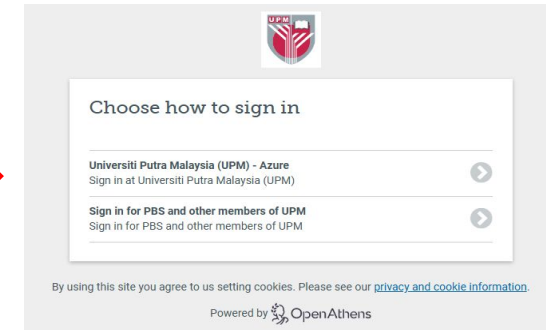 UPM
Choose how to sign in
Universiti Putra Malaysia (UPM) - Azure
Sign in at Universiti Putra Malaysia (UPM)
Sign in for PBS and other members of UPM
Sign in for PBS and other members of UPM
By using this site you agree to us setting cookies. Please see our privacy and cookie information.
Powered by OpenAthens